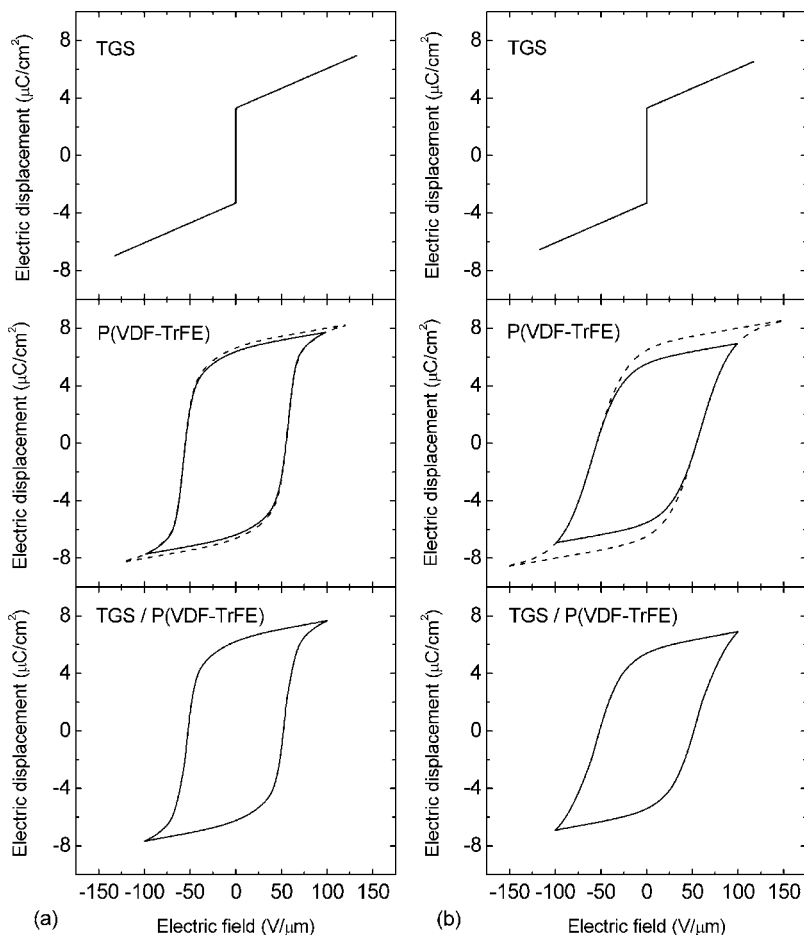 TGS
Electric displacement (μC/cm²)
8
4
0
-4
-8
P(VDF-TrFE)
Electric displacement (μC/cm²)
8
4
0
-4
-8
TGS / P(VDF-TrFE)
Electric displacement (μC/cm²)
8
4
0
-4
-8
-150 -100 -50 0 50 100 150
(a) Electric field (V/μm)
TGS
Electric displacement (μC/cm²)
8
4
0
-4
-8
P(VDF-TrFE)
Electric displacement (μC/cm²)
8
4
0
-4
-8
TGS / P(VDF-TrFE)
Electric displacement (μC/cm²)
8
4
0
-4
-8
-150 -100 -50 0 50 100 150
(b) Electric field (V/μm)